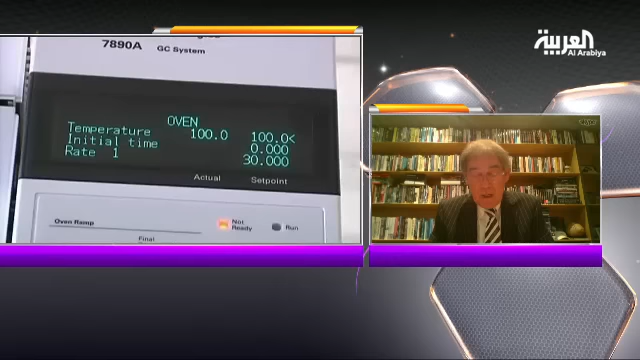 7890A
GC System
العربية
Al Arabiya
OVEN
Temperature 100.0 100.0<
Initial time 0.000
Rate 1 30.000
Actual Setpoint
Oven Ramp
Not Ready
Run
Final